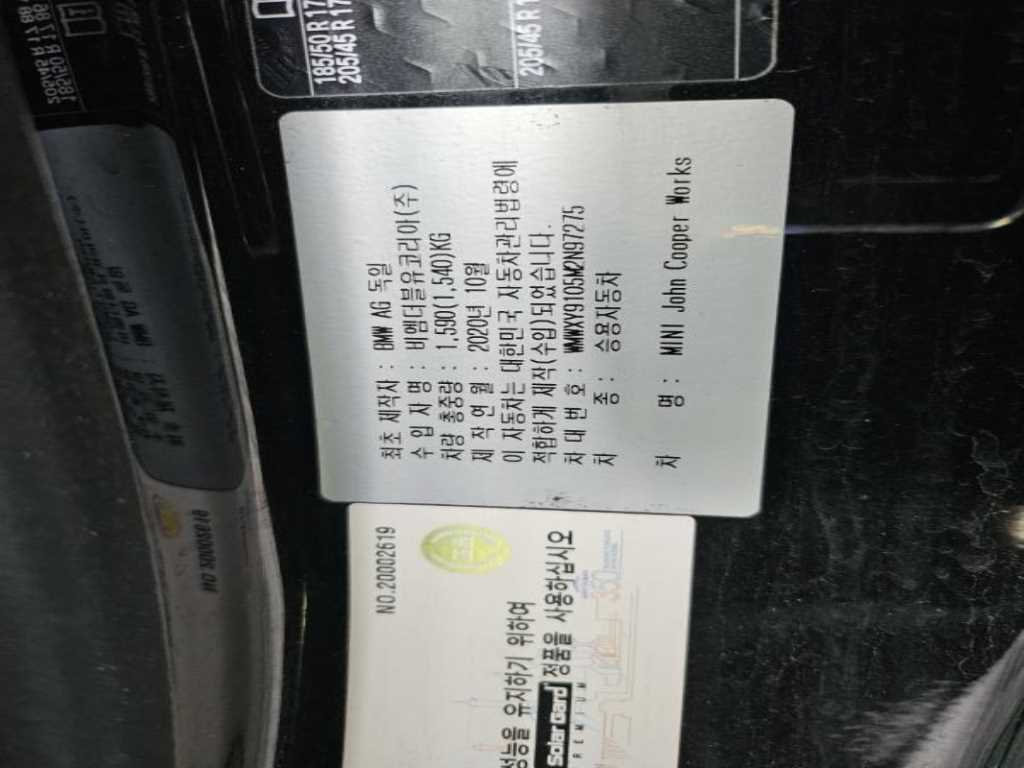 185/50 R 17
205/45 R 17
205/45 R 1
최초 제작자 : BMW AG 독일
수 입 자 명 : 비엠더블유코리아(주)
차량 총중량 : 1,590(1,540)KG
제 작 연 월 : 2020년 10월
이 자동차는 대한민국 자동차관리법령에
적합하게 제작(수입)되었습니다.
차 대 번 호 : WMWXY9105M2N97275
차 종 : 승용자동차
차 명 : MINI John Cooper Works
NO.20002619
성능을 유지하기 위하여
Solar Gard 정품을 사용하십시오
PREMIUM